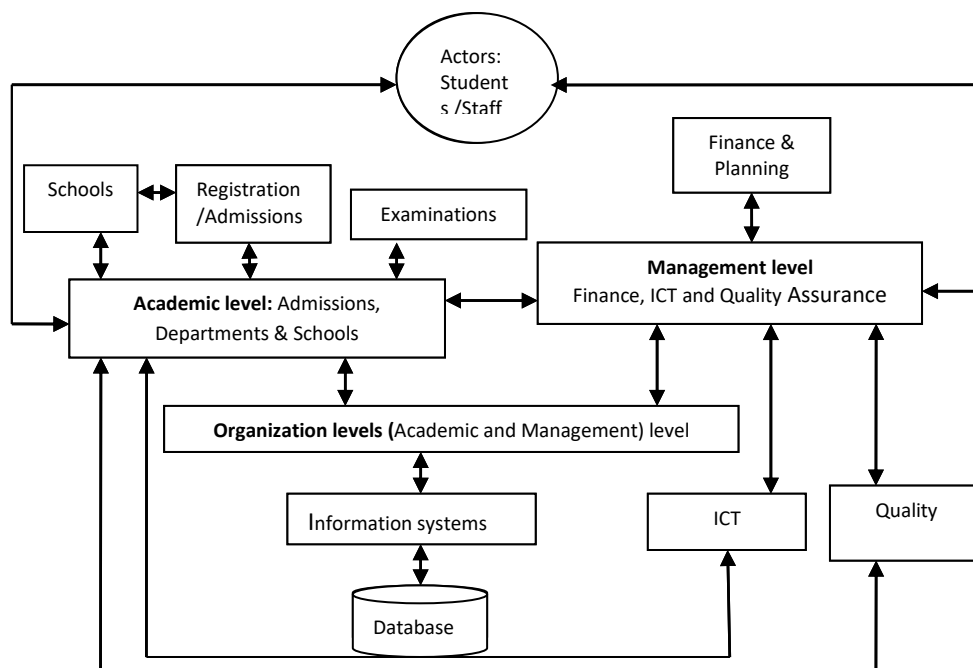 Actors:
Student
s /Staff
Finance &
Planning
Schools
Registration
/Admissions
Examinations
Management level
Finance, ICT and Quality Assurance
Academic level: Admissions,
Departments & Schools
Organization levels (Academic and Management) level
Information systems
ICT
Quality
Database